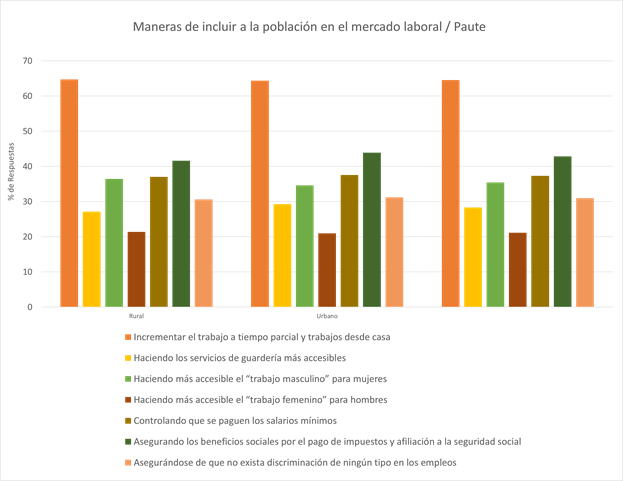 Maneras de incluir a la población en el mercado laboral / Paute
70
60
50
40
30
20
10
0
% de Respuestas
Rural
Urbano
Incrementar el trabajo a tiempo parcial y trabajos desde casa
Haciendo los servicios de guardería más accesibles
Haciendo más accesible el “trabajo masculino” para mujeres
Haciendo más accesible el “trabajo femenino” para hombres
Controlando que se paguen los salarios mínimos
Asegurando los beneficios sociales por el pago de impuestos y afiliación a la seguridad social
Asegurándose de que no exista discriminación de ningún tipo en los empleos